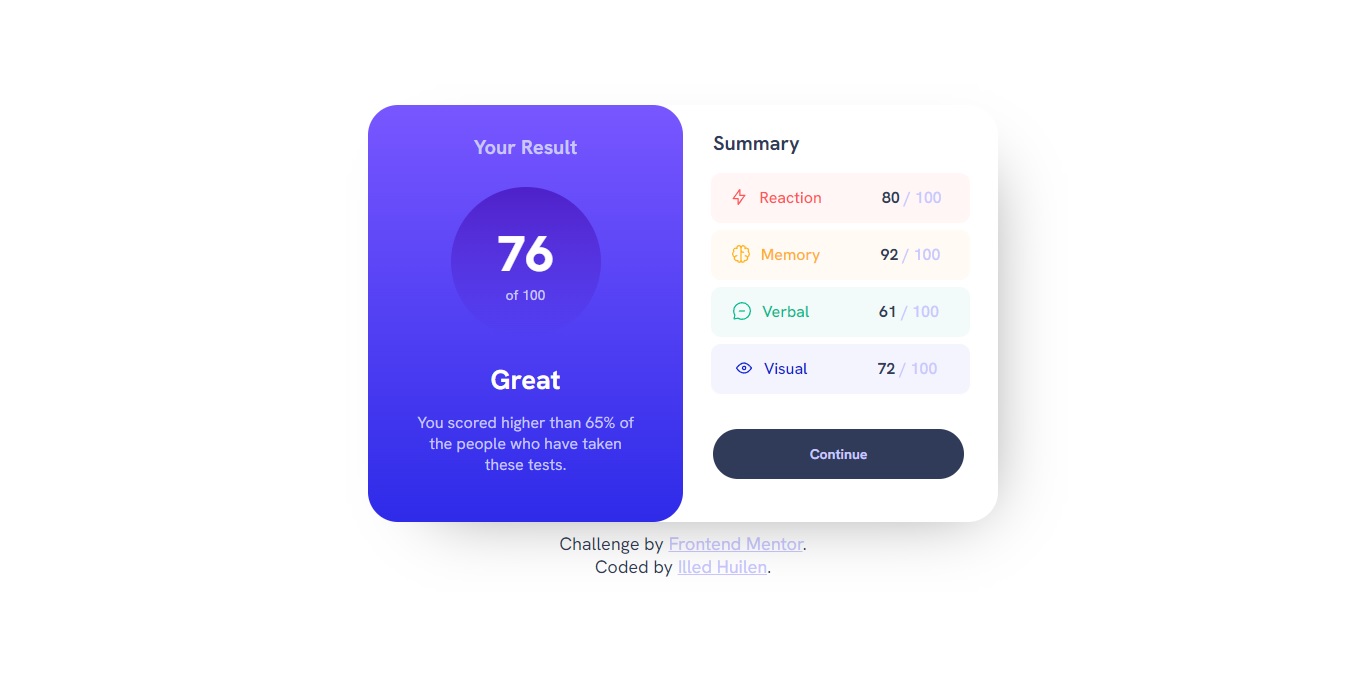 Your Result
76
of 100
Great
You scored higher than 65% of
the people who have taken
these tests.
Summary
Reaction 80 / 100
Memory 92 / 100
Verbal 61 / 100
Visual 72 / 100
Continue
Challenge by Frontend Mentor.
Coded by Illed Huilen.